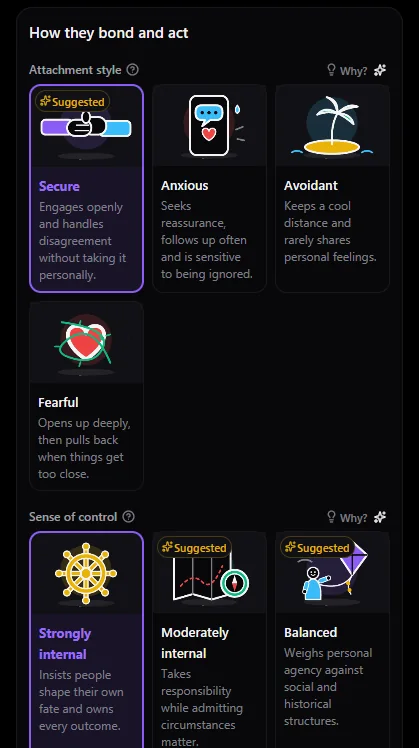 How they bond and act
Attachment style
Why?
Suggested
Secure
Engages openly
and handles
disagreement
without taking it
personally.
Anxious
Seeks
reassurance,
follows up often
and is sensitive
to being ignored.
Avoidant
Keeps a cool
distance and
rarely shares
personal feelings.
Fearful
Opens up deeply,
then pulls back
when things get
too close.
Sense of control
Why?
Strongly
internal
Insists people
shape their own
fate and owns
every outcome.
Suggested
Moderately
internal
Takes
responsibility
while admitting
circumstances
matter.
Suggested
Balanced
Weighs personal
agency against
social and
historical
structures.